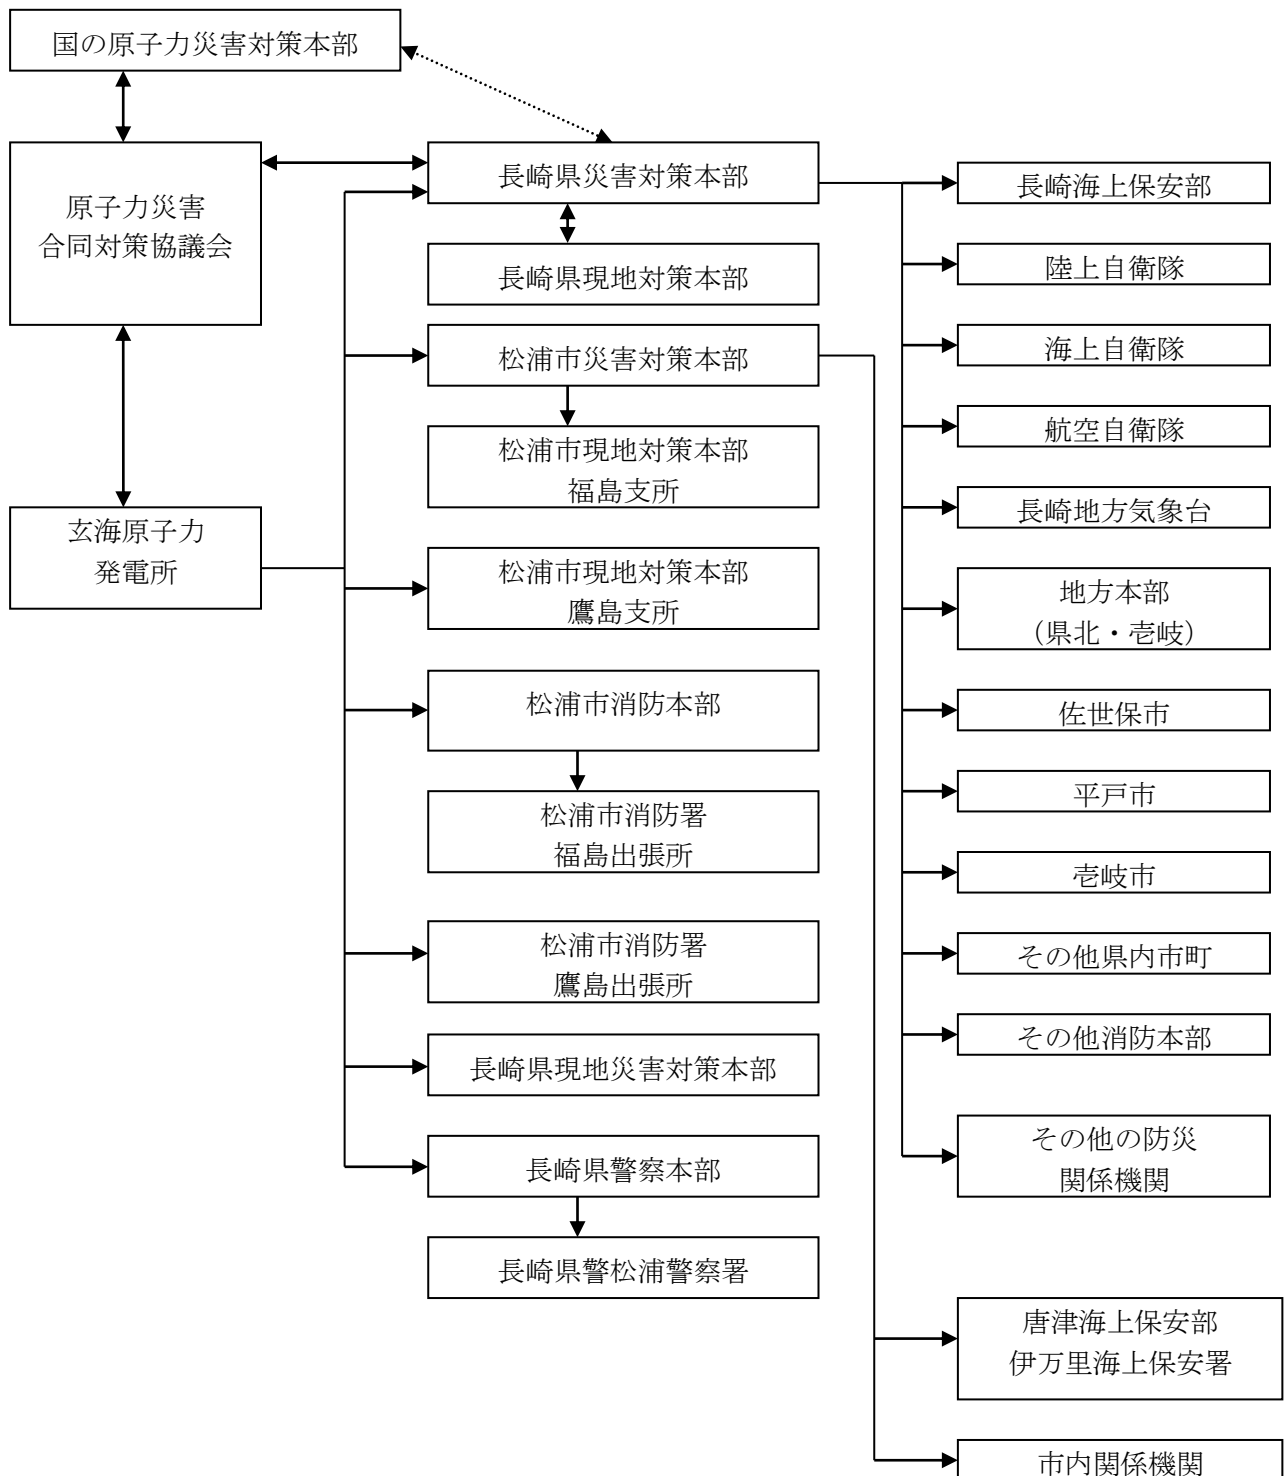 国の原子力災害対策本部
原子力災害
合同対策協議会
玄海原子力
発電所
長崎県災害対策本部
長崎県現地対策本部
松浦市災害対策本部
松浦市現地対策本部
福島支所
松浦市現地対策本部
鷹島支所
松浦市消防本部
松浦市消防署
福島出張所
松浦市消防署
鷹島出張所
長崎県現地災害対策本部
長崎県警察本部
長崎県警松浦警察署
長崎海上保安部
陸上自衛隊
海上自衛隊
航空自衛隊
長崎地方気象台
地方本部
（県北・壱岐）
佐世保市
平戸市
壱岐市
その他県内市町
その他消防本部
その他の防災
関係機関
唐津海上保安部
伊万里海上保安署
市内関係機関